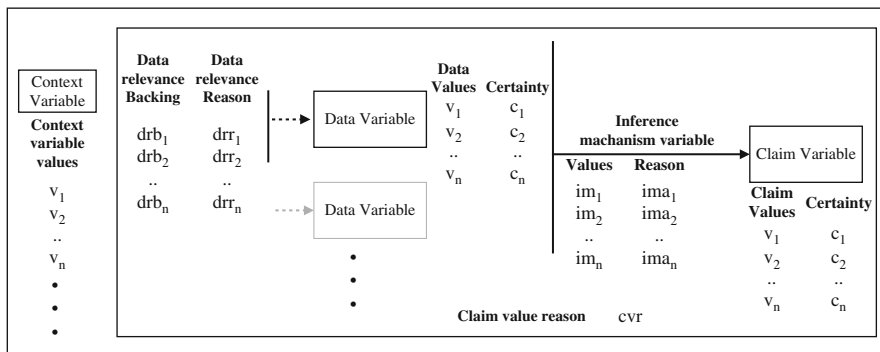 Context
Variable
Context
variable
values
v1
v2
..
vn
Data
relevance
Backing
drb1
drb2
..
drbn
Data
relevance
Reason
drr1
drr2
..
drrn
Data Variable
Data Variable
Data
Values
v1
v2
..
vn
Certainty
c1
c2
..
cn
Inference
machanism variable
Values
im1
im2
..
imn
Reason
ima1
ima2
..
iman
Claim Variable
Claim
Values
v1
v2
..
vn
Certainty
c1
c2
..
cn
Claim value reason cvr